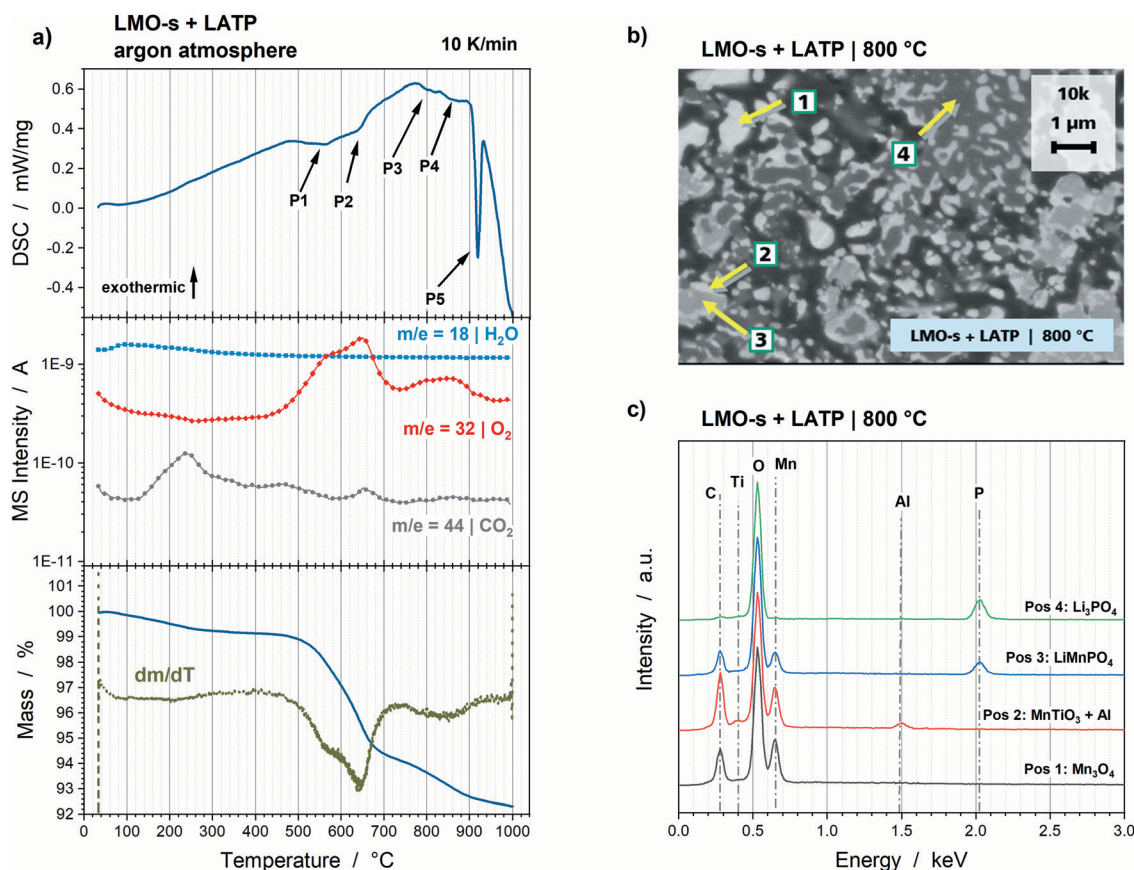 a)
LMO-s + LATP
argon atmosphere
10 K/min
DSC / mW/mg
0.6
0.4
0.2
0.0
-0.2
-0.4
P1
P2
P3
P4
P5
exothermic
MS Intensity / A
1E-9
1E-10
1E-11
m/e = 18 | H₂O
m/e = 32 | O₂
m/e = 44 | CO₂
Mass / %
101
100
99
98
97
96
95
94
93
92
dm/dT
0 100 200 300 400 500 600 700 800 900 1000
Temperature / °C
b)
LMO-s + LATP | 800 °C
1
2
3
4
10k
1 µm
LMO-s + LATP | 800 °C
c)
LMO-s + LATP | 800 °C
Intensity / a.u.
C
Ti
O
Mn
Al
P
Pos 4: Li₃PO₄
Pos 3: LiMnPO₄
Pos 2: MnTiO₃ + Al
Pos 1: Mn₃O₄
0.0 0.5 1.0 1.5 2.0 2.5 3.0
Energy / keV